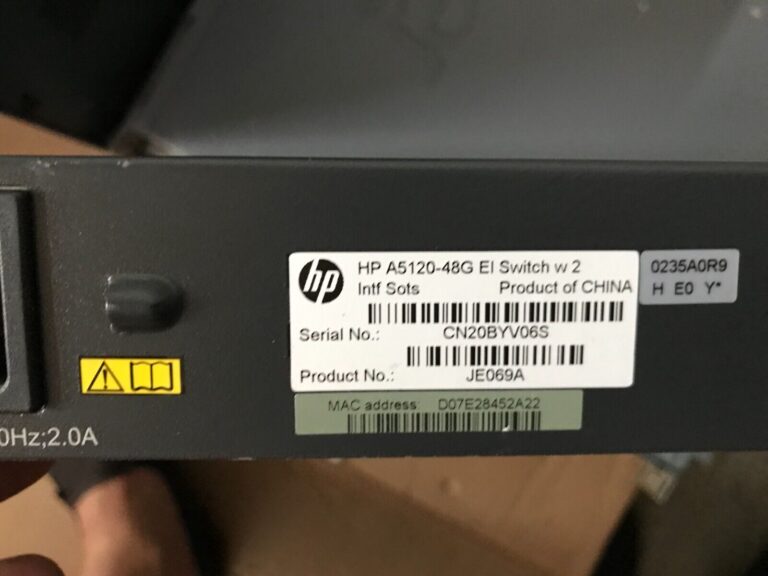 hp
HP A5120-48G EI Switch w 2
Intf Sots Product of CHINA
Serial No.: CN20BYV06S
Product No.: JE069A
0235A0R9
H E0 Y*
MAC address: D07E28452A22
0Hz;2.0A